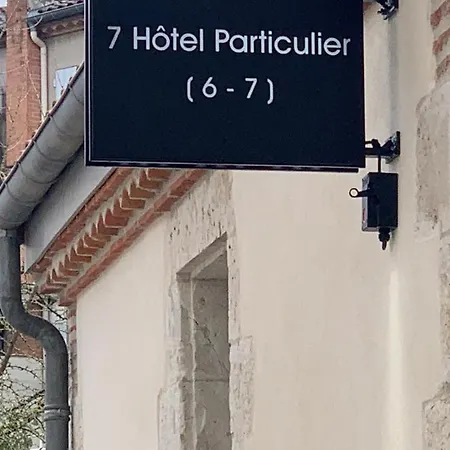 7 Hôtel Particulier
( 6 - 7 )